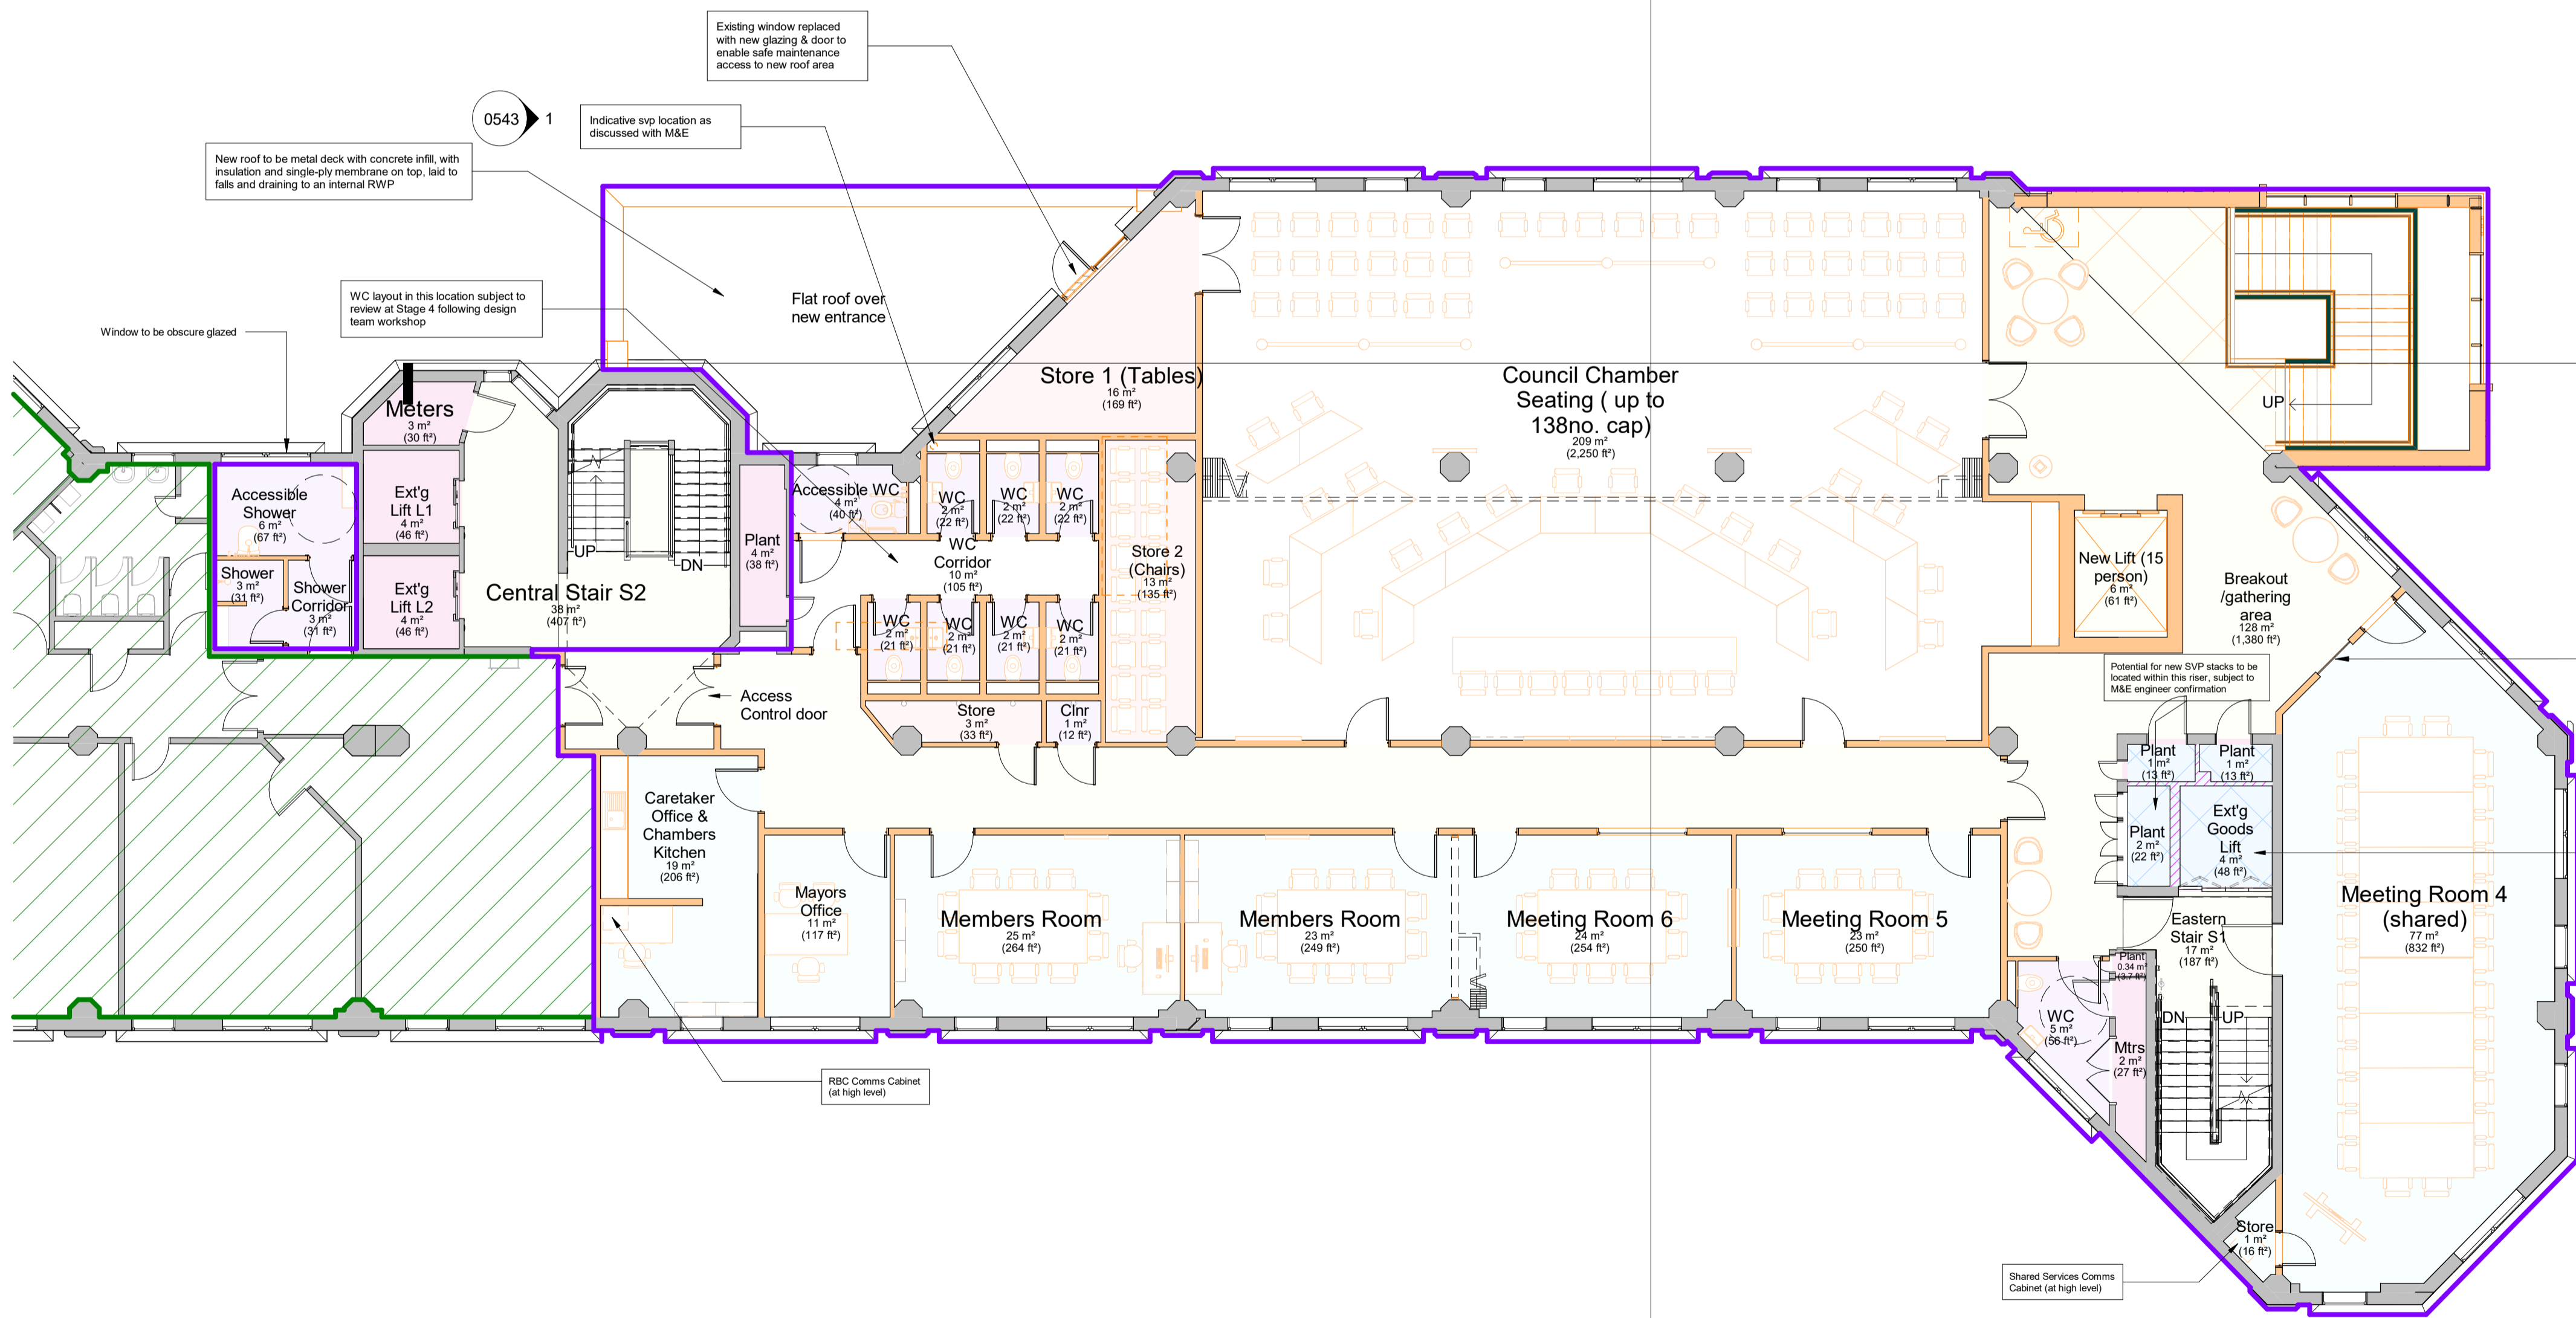 Existing window replaced
with new glazing & door to
enable safe maintenance
access to new roof area
0543
1
Indicative svp location as
discussed with M&E
New roof to be metal deck with concrete infill, with
insulation and single-ply membrane on top, laid to
falls and draining to an internal RWP
WC layout in this location subject to
review at Stage 4 following design
team workshop
Window to be obscure glazed
Flat roof over
new entrance
Store 1 (Tables)
16 m²
(169 ft²)
Council Chamber
Seating ( up to
138no. cap)
209 m²
(2,250 ft²)
UP
Meters
3 m²
(30 ft²)
Accessible
Shower
6 m²
(67 ft²)
Ext'g
Lift L1
4 m²
(46 ft²)
Shower
3 m²
(31 ft²)
Shower
Corridor
3 m²
(31 ft²)
Ext'g
Lift L2
4 m²
(46 ft²)
UP
DN
Central Stair S2
38 m²
(407 ft²)
Plant
4 m²
(38 ft²)
Accessible WC
4 m²
(40 ft²)
WC
2 m²
(22 ft²)
WC
2 m²
(22 ft²)
WC
2 m²
(22 ft²)
WC
Corridor
10 m²
(105 ft²)
Store 2
(Chairs)
13 m²
(135 ft²)
WC
2 m²
(21 ft²)
WC
2 m²
(21 ft²)
WC
2 m²
(21 ft²)
WC
2 m²
(21 ft²)
New Lift (15
person)
6 m²
(61 ft²)
Breakout
/gathering
area
128 m²
(1,380 ft²)
Potential for new SVP stacks to be
located within this riser, subject to
M&E engineer confirmation
Access
Control door
Store
3 m²
(33 ft²)
Clnr
1 m²
(12 ft²)
Plant
1 m²
(13 ft²)
Plant
1 m²
(13 ft²)
Plant
2 m²
(22 ft²)
Ext'g
Goods
Lift
4 m²
(48 ft²)
Caretaker
Office &
Chambers
Kitchen
19 m²
(206 ft²)
Mayors
Office
11 m²
(117 ft²)
Members Room
25 m²
(264 ft²)
Members Room
23 m²
(249 ft²)
Meeting Room 6
24 m²
(254 ft²)
Meeting Room 5
23 m²
(250 ft²)
Meeting Room 4
(shared)
77 m²
(832 ft²)
Eastern
Stair S1
17 m²
(187 ft²)
Plant
0.34 m²
(3.7 ft²)
WC
5 m²
(56 ft²)
Mtrs
2 m²
(27 ft²)
DN
UP
RBC Comms Cabinet
(at high level)
Store
1 m²
(16 ft²)
Shared Services Comms
Cabinet (at high level)